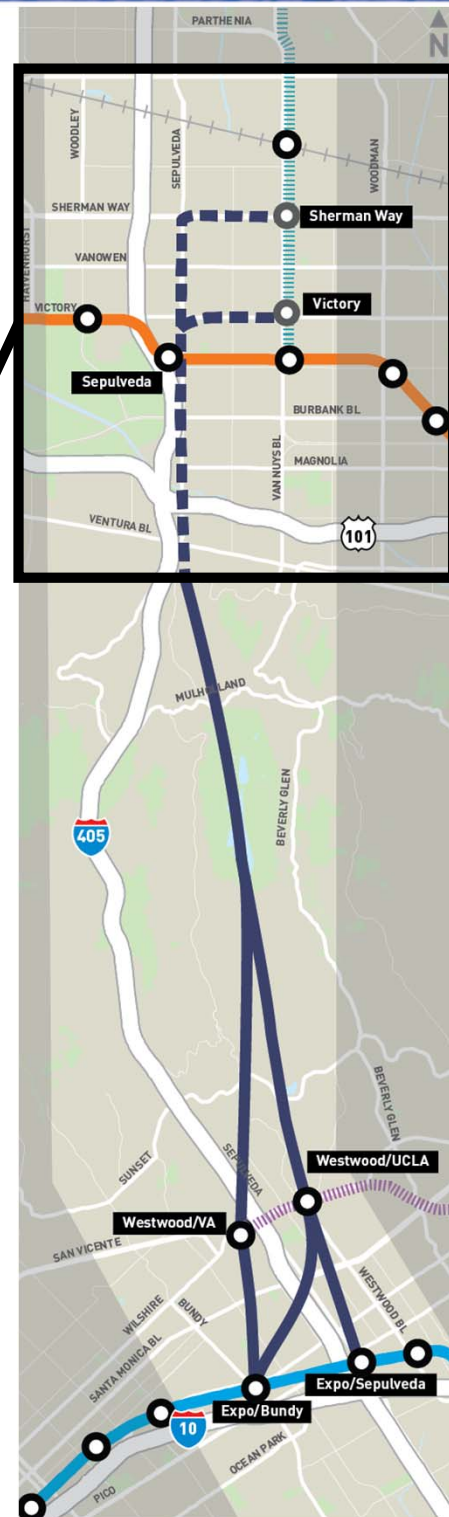 PARTHENIA
N
WOODLEY
SEPULVEDA
WOODMAN
SHERMAN WAY
Sherman Way
HAYVENHURST
VANOWEN
VICTORY
Victory
Sepulveda
BURBANK BL
VAN NUYS BL
MAGNOLIA
VENTURA BL
101
MULHOLLAND
BEVERLY GLEN
405
BEVERLY GLEN
SUNSET
SEPULVEDA
Westwood/UCLA
Westwood/VA
SAN VICENTE
WILSHIRE
BUNDY
WESTWOOD BL
SANTA MONICA BL
Expo/Sepulveda
Expo/Bundy
10
OCEAN PARK
PICO